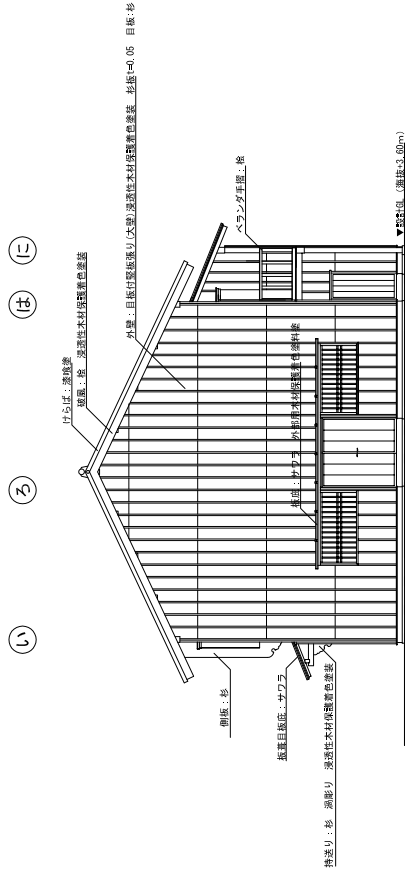 い
ろ
は
に
けらば：漆喰塗
破風：桧　浸透性木材保護着色塗装
外壁：目板付竪板張り(大壁)浸透性木材保護着色塗装　杉板t=0.05　目板:杉
ベランダ手摺：桧
▼設計GL（海抜+3.60m）
板庇：サワラ　外部用木材保護着色塗料塗
側板：杉
板葺目板庇：サワラ
持送り：杉　渦彫り　浸透性木材保護着色塗装